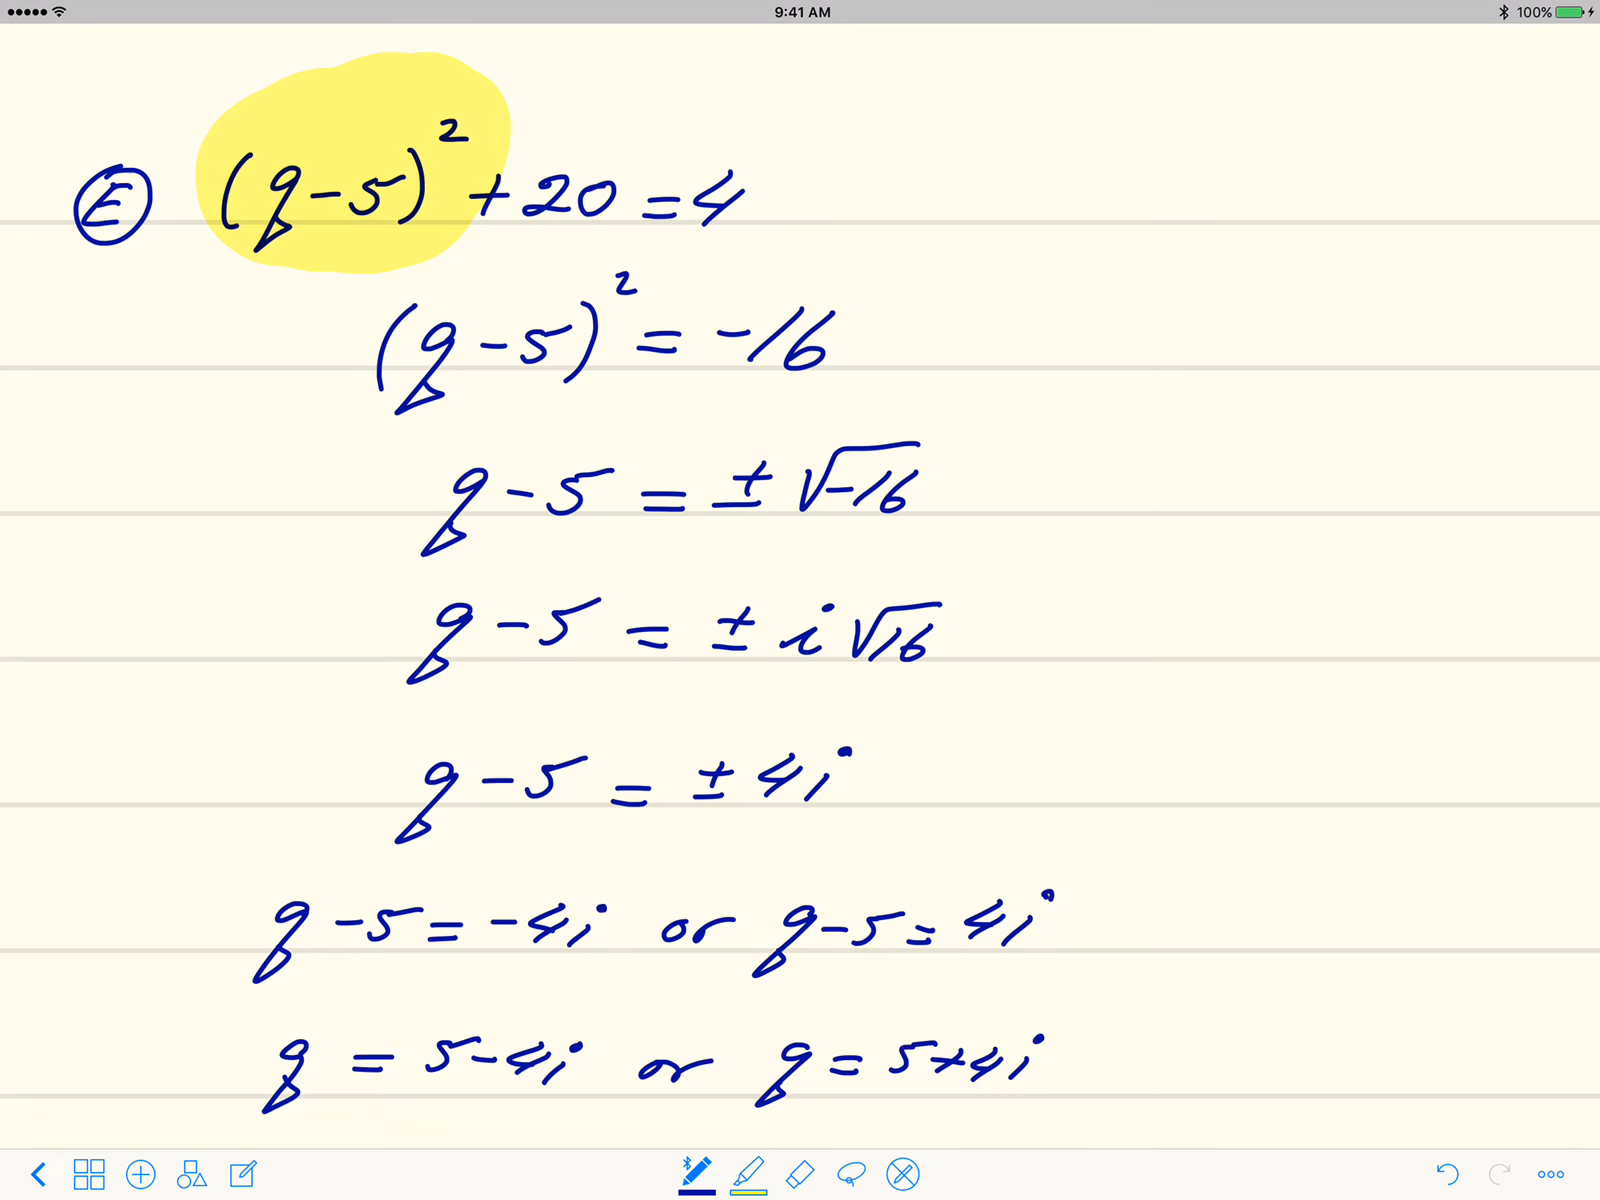 9:41 AM 100%
Ⓔ (q-5)² +20 =4
(q-5)² = -16
q-5 = ± √-16
q-5 = ± i √16
q-5 = ± 4i
q-5= -4i or q-5= 4i
q = 5-4i or q = 5+4i